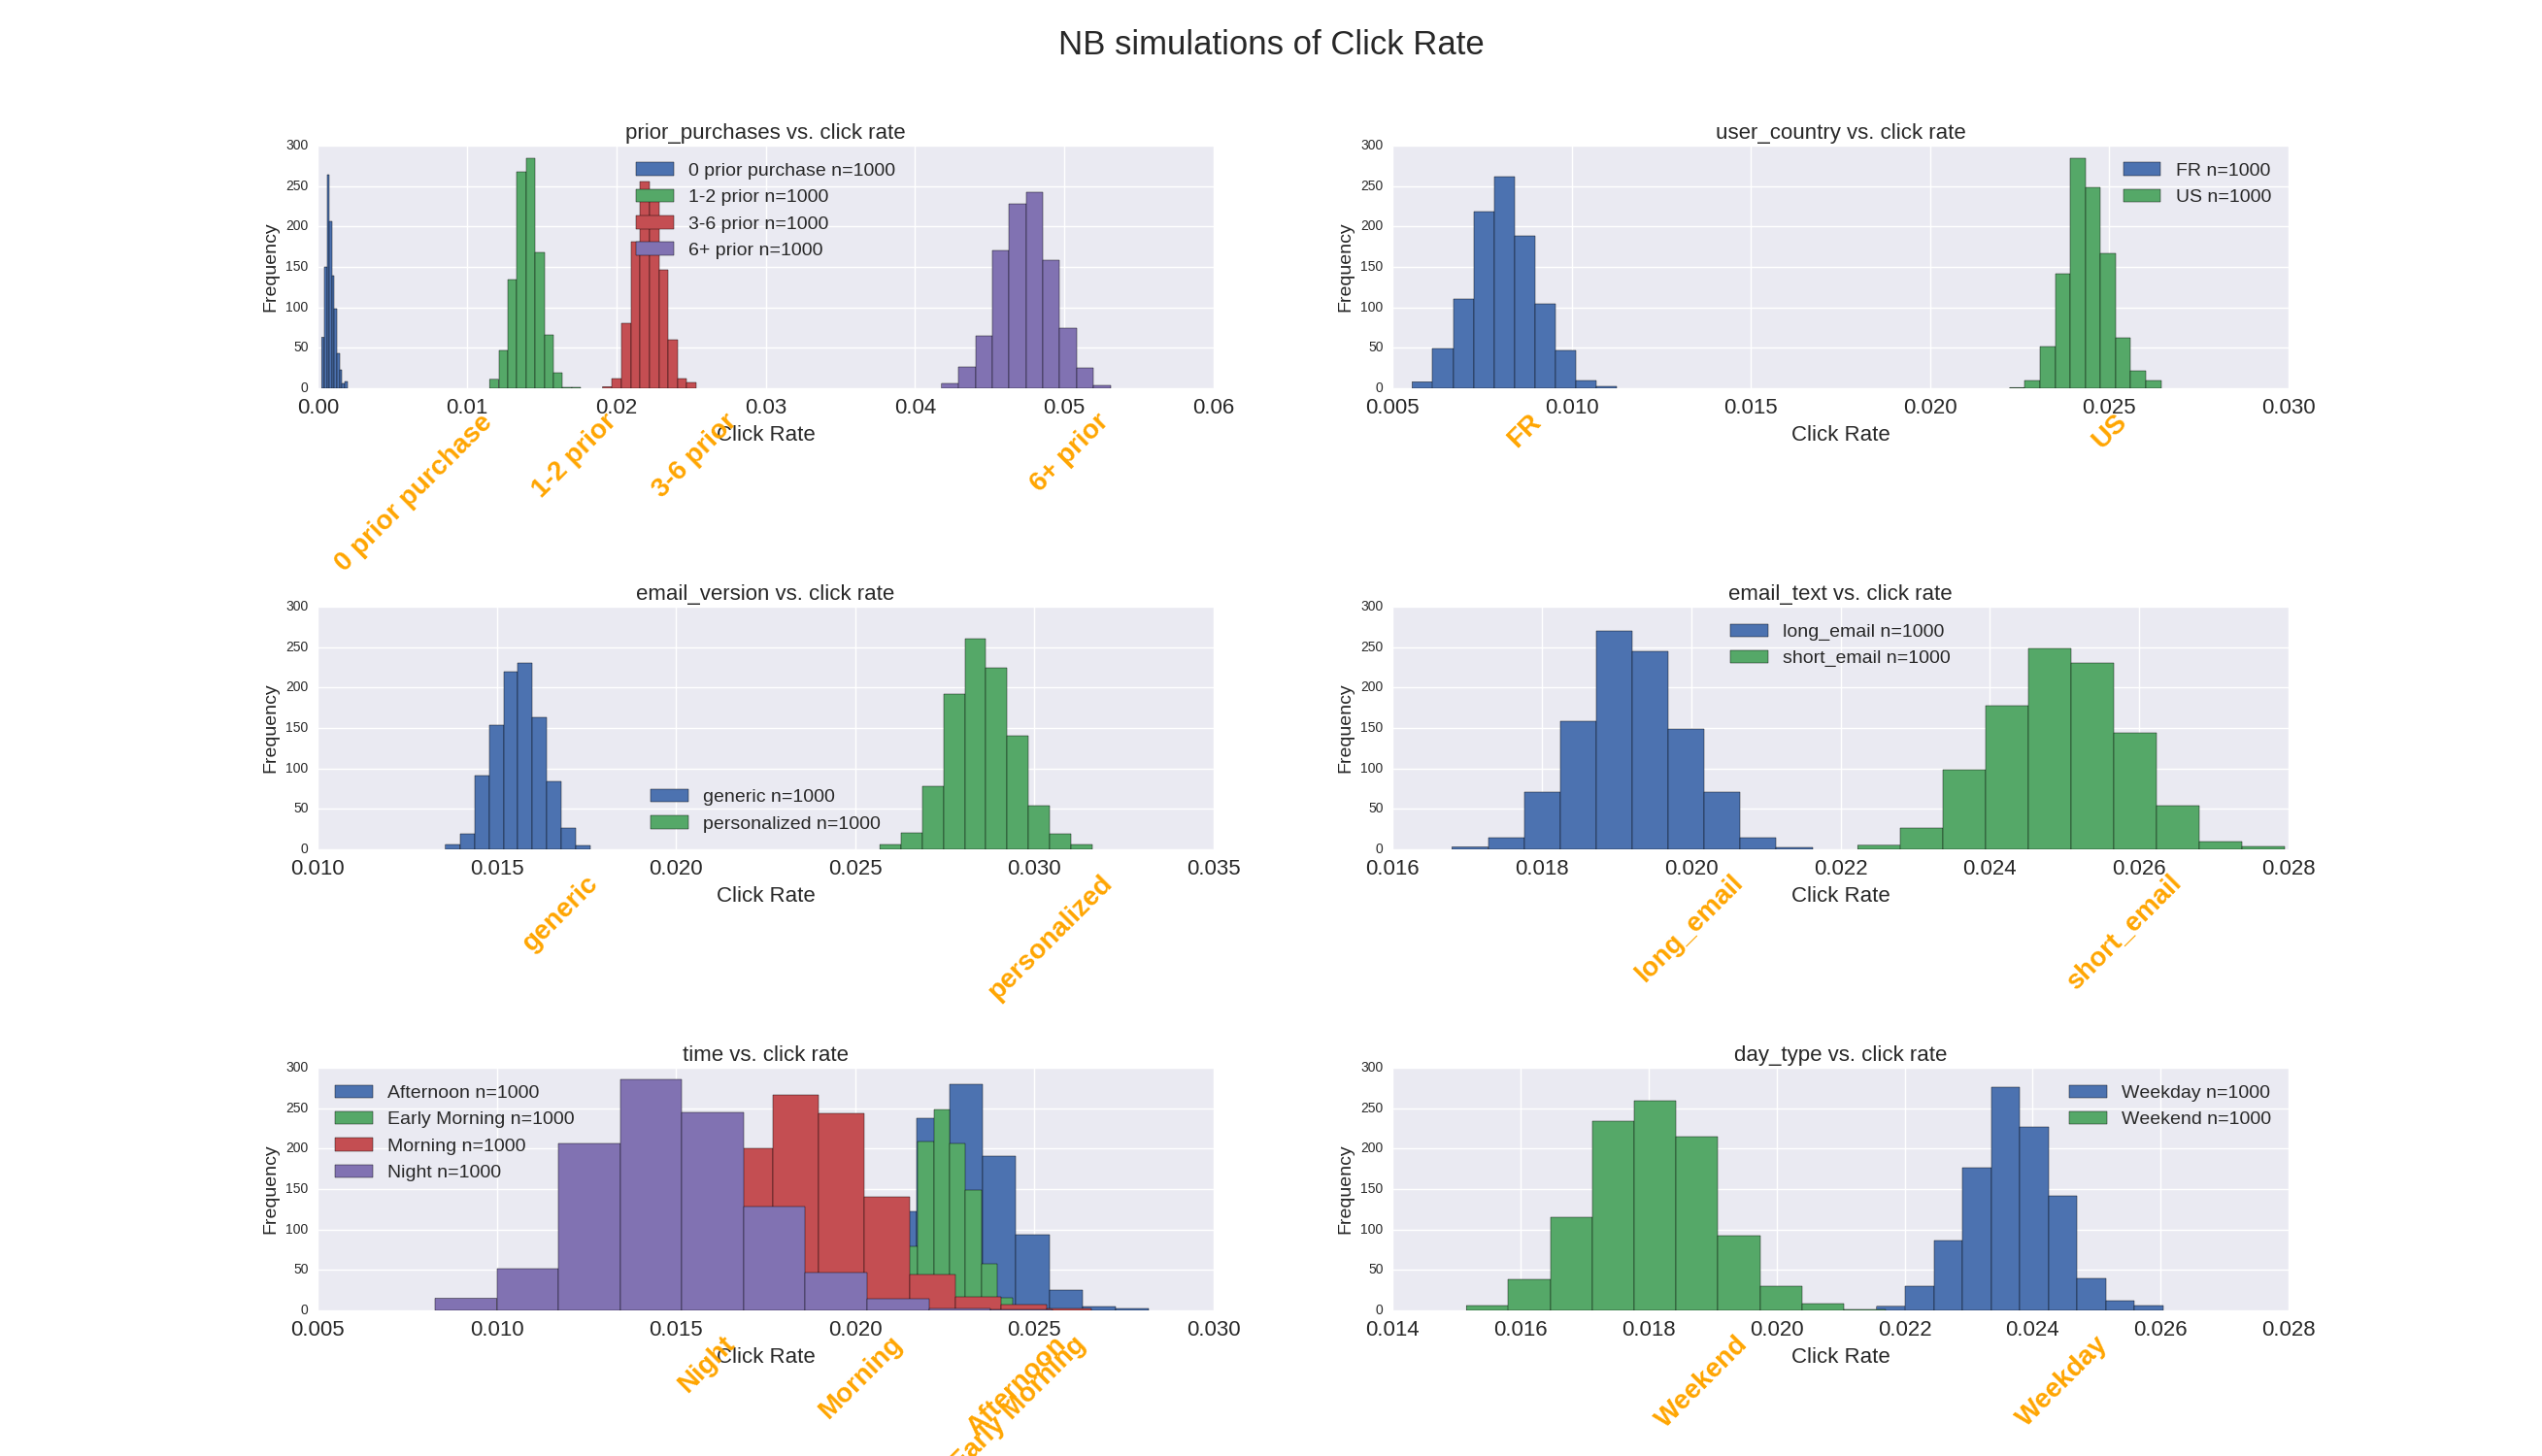 NB simulations of Click Rate
prior_purchases vs. click rate
300
250
200
150
100
50
0
Frequency
0 prior purchase n=1000
1-2 prior n=1000
3-6 prior n=1000
6+ prior n=1000
0.00 0.01 0.02 0.03 0.04 0.05 0.06
Click Rate
0 prior purchase
1-2 prior
3-6 prior
6+ prior
user_country vs. click rate
300
250
200
150
100
50
0
Frequency
FR n=1000
US n=1000
0.005 0.010 0.015 0.020 0.025 0.030
Click Rate
FR
US
email_version vs. click rate
300
250
200
150
100
50
0
Frequency
generic n=1000
personalized n=1000
0.010 0.015 0.020 0.025 0.030 0.035
Click Rate
generic
personalized
email_text vs. click rate
300
250
200
150
100
50
0
Frequency
long_email n=1000
short_email n=1000
0.016 0.018 0.020 0.022 0.024 0.026 0.028
Click Rate
long_email
short_email
time vs. click rate
300
250
200
150
100
50
0
Frequency
Afternoon n=1000
Early Morning n=1000
Morning n=1000
Night n=1000
0.005 0.010 0.015 0.020 0.025 0.030
Click Rate
Night
Morning
Afternoon
Early Morning
day_type vs. click rate
300
250
200
150
100
50
0
Frequency
Weekday n=1000
Weekend n=1000
0.014 0.016 0.018 0.020 0.022 0.024 0.026 0.028
Click Rate
Weekend
Weekday